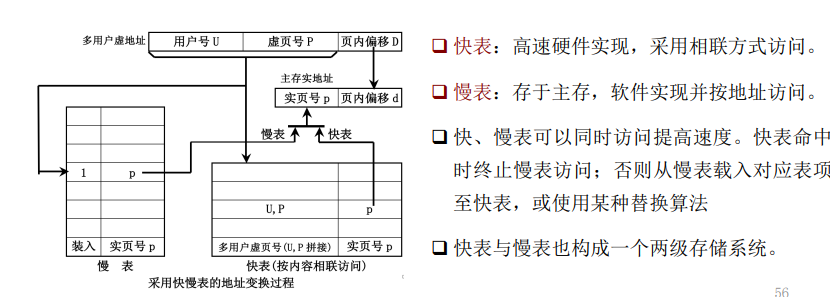 多用户虚地址
用户号U
虚页号P
页内偏移D
主存实地址
实页号p
页内偏移d
慢表
快表
1
p
U,P
p
装入
实页号p
多用户虚页号(U,P拼接)
实页号p
慢 表
快表(按内容相联访问)
采用快慢表的地址变换过程
快表：高速硬件实现，采用相联方式访问。
慢表：存于主存，软件实现并按地址访问。
快、慢表可以同时访问提高速度。快表命中
时终止慢表访问；否则从慢表载入对应表项
至快表，或使用某种替换算法
快表与慢表也构成一个两级存储系统。
56